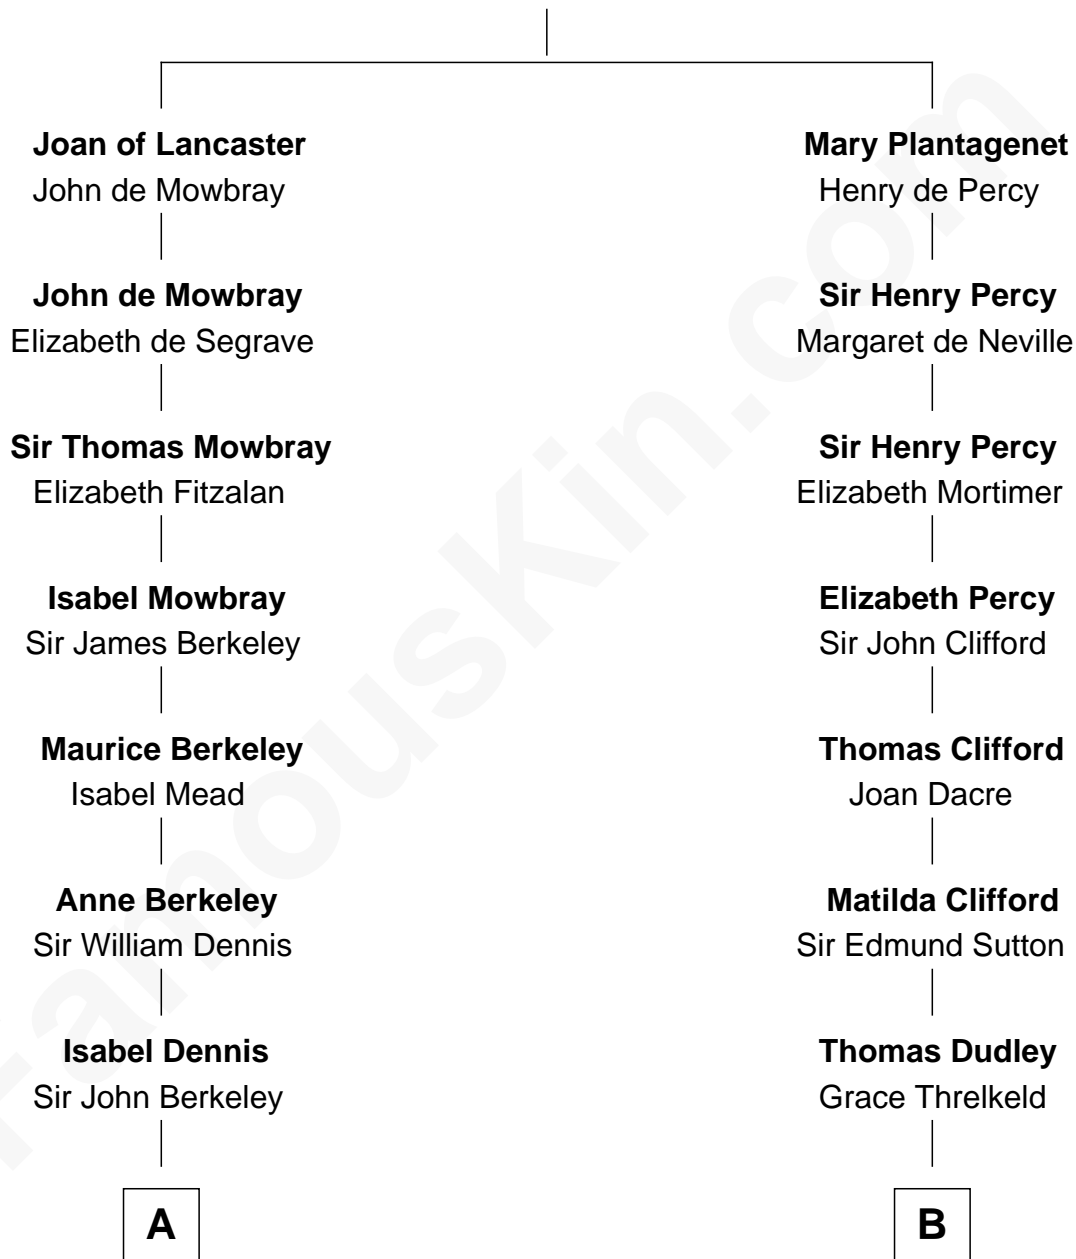 Joan of Lancaster
John de Mowbray
John de Mowbray
Elizabeth de Segrave
Sir Thomas Mowbray
Elizabeth Fitzalan
Isabel Mowbray
Sir James Berkeley
Maurice Berkeley
Isabel Mead
Anne Berkeley
Sir William Dennis
Isabel Dennis
Sir John Berkeley
A
Mary Plantagenet
Henry de Percy
Sir Henry Percy
Margaret de Neville
Sir Henry Percy
Elizabeth Mortimer
Elizabeth Percy
Sir John Clifford
Thomas Clifford
Joan Dacre
Matilda Clifford
Sir Edmund Sutton
Thomas Dudley
Grace Threlkeld
B
FamousKin.com